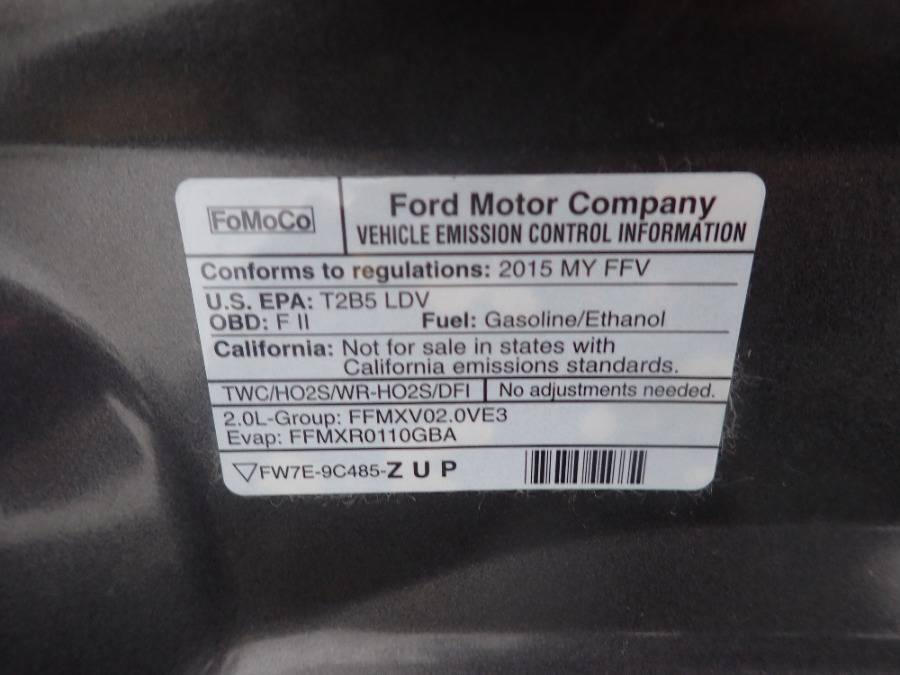 FoMoCo
Ford Motor Company
VEHICLE EMISSION CONTROL INFORMATION
Conforms to regulations: 2015 MY FFV
U.S. EPA: T2B5 LDV
OBD: F II Fuel: Gasoline/Ethanol
California: Not for sale in states with
California emissions standards.
TWC/HO2S/WR-HO2S/DFI No adjustments needed.
2.0L-Group: FFMXV02.0VE3
Evap: FFMXR0110GBA
▽FW7E-9C485-Z U P